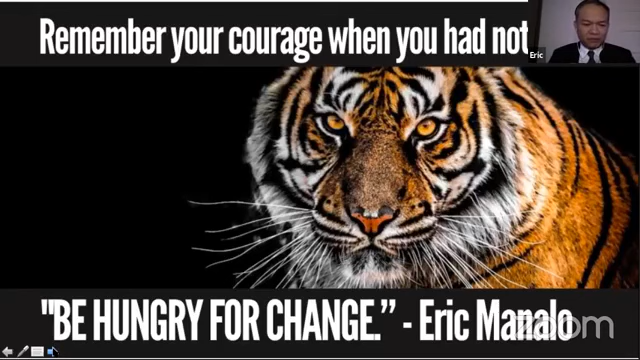 Remember your courage when you had not
Eric
"BE HUNGRY FOR CHANGE.” - Eric Manalo
zoom